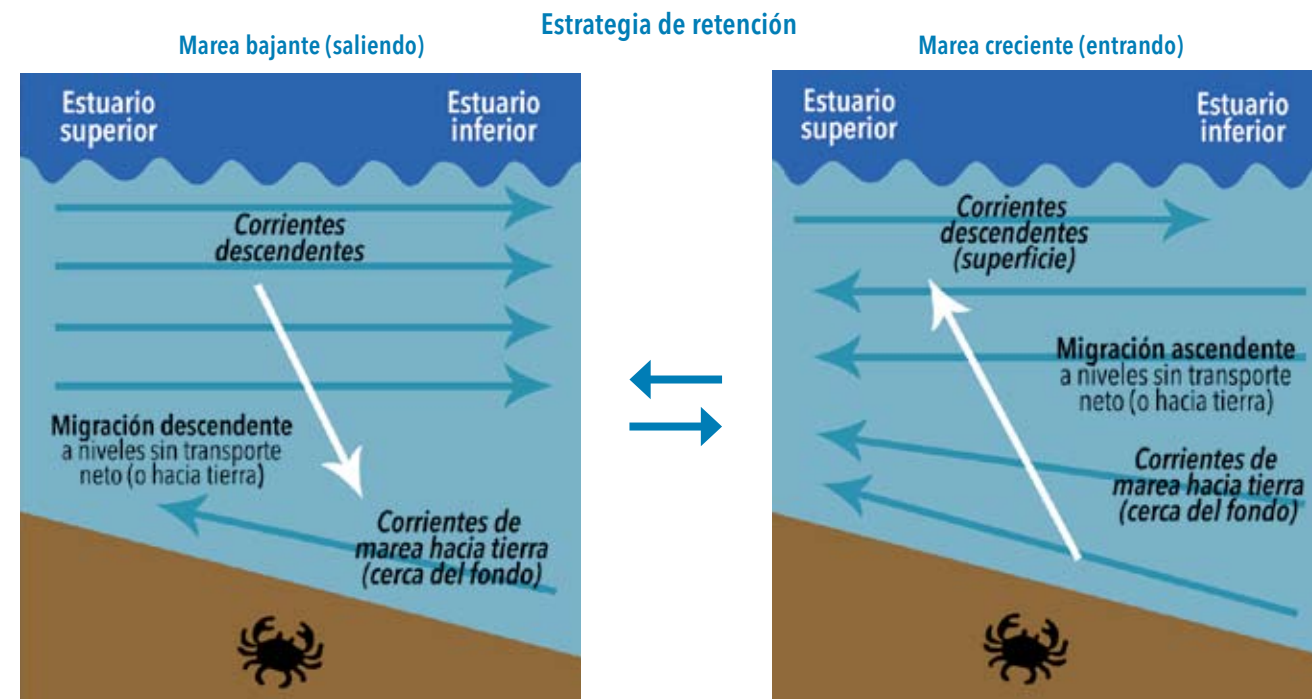 Estrategia de retención
Marea bajante (saliendo)
Estuario
superior
Estuario
inferior
Corrientes
descendentes
Migración descendente
a niveles sin transporte
neto (o hacia tierra)
Corrientes de
marea hacia tierra
(cerca del fondo)
Marea creciente (entrando)
Estuario
superior
Estuario
inferior
Corrientes
descendentes
(superficie)
Migración ascendente
a niveles sin transporte
neto (o hacia tierra)
Corrientes de
marea hacia tierra
(cerca del fondo)